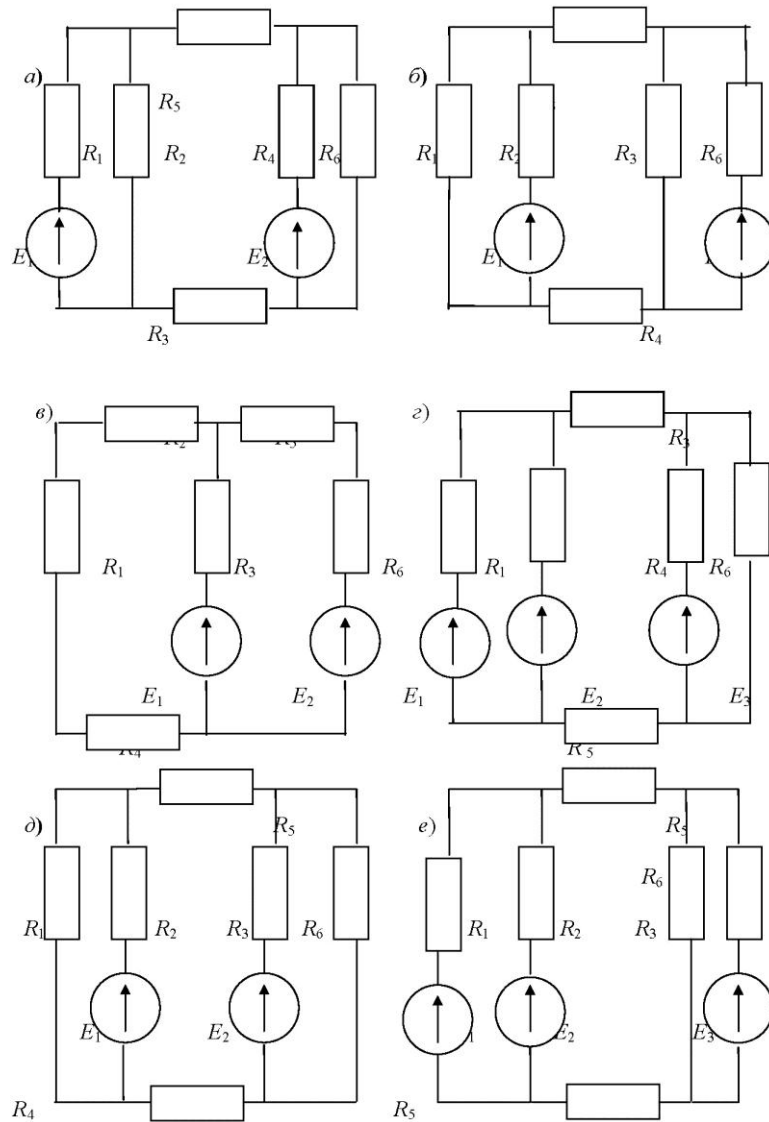 а)
б)
R₅
R₁ R₂ R₄ R₆
R₁ R₂ R₃ R₆
E₁ E₂
E₁
R₃
R₄
в)
г)
R₂
R₃
R₁ R₃ R₆
R₁ R₄ R₆
E₁ E₂
E₁ E₂ E₃
R₄
R₅
д)
е)
R₅
R₅
R₆
R₁ R₂ R₃ R₆
R₁ R₂ R₃
E₁ E₂
E₂ E₃
R₄
R₅